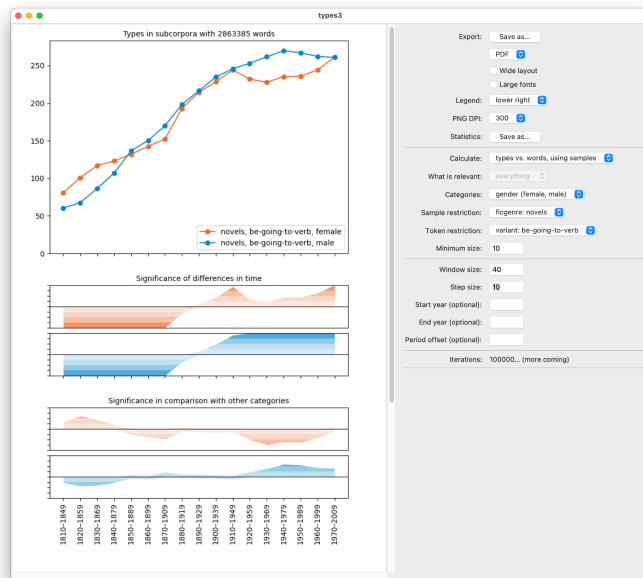 types3
Types in subcorpora with 2863385 words
250
200
150
100
50
0
novels, be-going-to-verb, female
novels, be-going-to-verb, male
Significance of differences in time
Significance in comparison with other categories
1810–1849
1820–1859
1830–1869
1840–1879
1850–1889
1860–1899
1870–1909
1880–1919
1890–1929
1900–1939
1910–1949
1920–1959
1930–1969
1940–1979
1950–1989
1960–1999
1970–2009
Export: Save as...
PDF
Wide layout
Large fonts
Legend: lower right
PNG DPI: 300
Statistics: Save as...
Calculate: types vs. words, using samples
What is relevant: everything
Categories: gender (female, male)
Sample restriction: ficgenre: novels
Token restriction: variant: be-going-to-verb
Minimum size: 10
Window size: 40
Step size: 10
Start year (optional):
End year (optional):
Period offset (optional):
Iterations: 100000... (more coming)